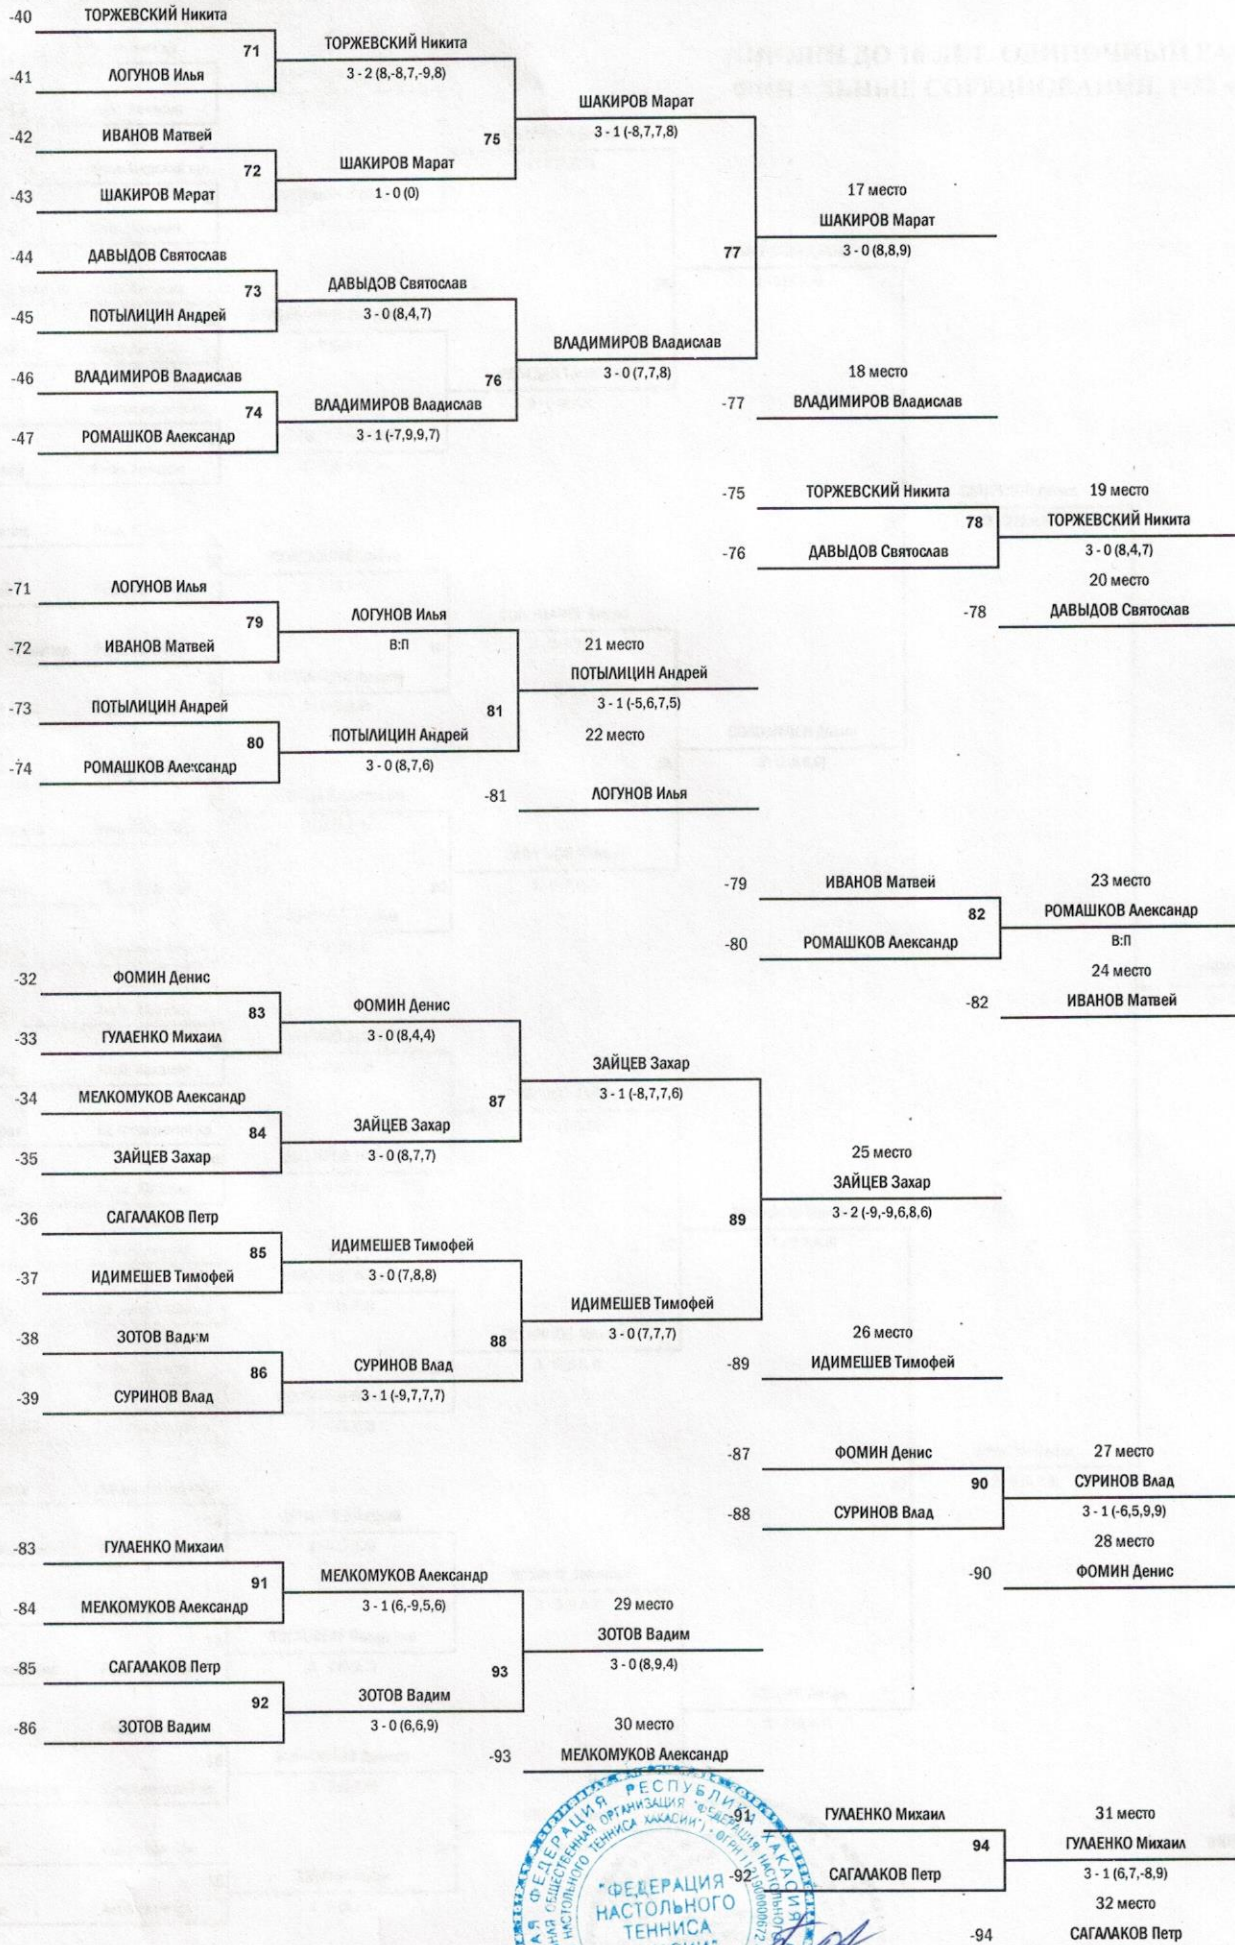 -40 ТОРЖЕВСКИЙ Никита
71 ТОРЖЕВСКИЙ Никита
-41 ЛОГУНОВ Илья
3 - 2 (8,-8,7,-9,8)
ШАКИРОВ Марат
-42 ИВАНОВ Матвей
75 3 - 1 (-8,7,7,8)
72 ШАКИРОВ Марат
-43 ШАКИРОВ Марат
1 - 0 (0)
17 место
ШАКИРОВ Марат
77 3 - 0 (8,8,9)
-44 ДАВЫДОВ Святослав
73 ДАВЫДОВ Святослав
-45 ПОТЫЛИЦИН Андрей
3 - 0 (8,4,7)
ВЛАДИМИРОВ Владислав
-46 ВЛАДИМИРОВ Владислав
76 3 - 0 (7,7,8)
18 место
74 ВЛАДИМИРОВ Владислав
-77 ВЛАДИМИРОВ Владислав
-47 РОМАШКОВ Александр
3 - 1 (-7,9,9,7)
-75 ТОРЖЕВСКИЙ Никита
19 место
78 ТОРЖЕВСКИЙ Никита
-76 ДАВЫДОВ Святослав
3 - 0 (8,4,7)
20 место
-78 ДАВЫДОВ Святослав
-71 ЛОГУНОВ Илья
79 ЛОГУНОВ Илья
-72 ИВАНОВ Матвей
В:П
21 место
ПОТЫЛИЦИН Андрей
-73 ПОТЫЛИЦИН Андрей
81 3 - 1 (-5,6,7,5)
80 ПОТЫЛИЦИН Андрей
22 место
-74 РОМАШКОВ Александр
3 - 0 (8,7,6)
-81 ЛОГУНОВ Илья
-79 ИВАНОВ Матвей
23 место
82 РОМАШКОВ Александр
-80 РОМАШКОВ Александр
В:П
24 место
-82 ИВАНОВ Матвей
-32 ФОМИН Денис
83 ФОМИН Денис
-33 ГУЛАЕНКО Михаил
3 - 0 (8,4,4)
ЗАЙЦЕВ Захар
-34 МЕЛКОМУКОВ Александр
87 3 - 1 (-8,7,7,6)
84 ЗАЙЦЕВ Захар
-35 ЗАЙЦЕВ Захар
3 - 0 (8,7,7)
25 место
ЗАЙЦЕВ Захар
89 3 - 2 (-9,-9,6,8,6)
-36 САГАЛАКОВ Петр
85 ИДИМЕШЕВ Тимофей
-37 ИДИМЕШЕВ Тимофей
3 - 0 (7,8,8)
ИДИМЕШЕВ Тимофей
-38 ЗОТОВ Вадим
88 3 - 0 (7,7,7)
26 место
86 СУРИНОВ Влад
-89 ИДИМЕШЕВ Тимофей
-39 СУРИНОВ Влад
3 - 1 (-9,7,7,7)
-87 ФОМИН Денис
27 место
90 СУРИНОВ Влад
-88 СУРИНОВ Влад
3 - 1 (-6,5,9,9)
28 место
-90 ФОМИН Денис
-83 ГУЛАЕНКО Михаил
91 МЕЛКОМУКОВ Александр
-84 МЕЛКОМУКОВ Александр
3 - 1 (6,-9,5,6)
29 место
ЗОТОВ Вадим
-85 САГАЛАКОВ Петр
93 3 - 0 (8,9,4)
92 ЗОТОВ Вадим
-86 ЗОТОВ Вадим
3 - 0 (6,6,9)
30 место
-93 МЕЛКОМУКОВ Александр
-91 ГУЛАЕНКО Михаил
31 место
94 ГУЛАЕНКО Михаил
-92 САГАЛАКОВ Петр
3 - 1 (6,7,-8,9)
32 место
-94 САГАЛАКОВ Петр
ФЕДЕРАЦИЯ РЕСПУБЛИКА ХАКАСИЯ
ОБЩЕСТВЕННАЯ ОРГАНИЗАЦИЯ "ФЕДЕРАЦИЯ НАСТОЛЬНОГО
НАСТОЛЬНОГО ТЕННИСА ХАКАСИИ")
"ФЕДЕРАЦИЯ
НАСТОЛЬНОГО
ТЕННИСА